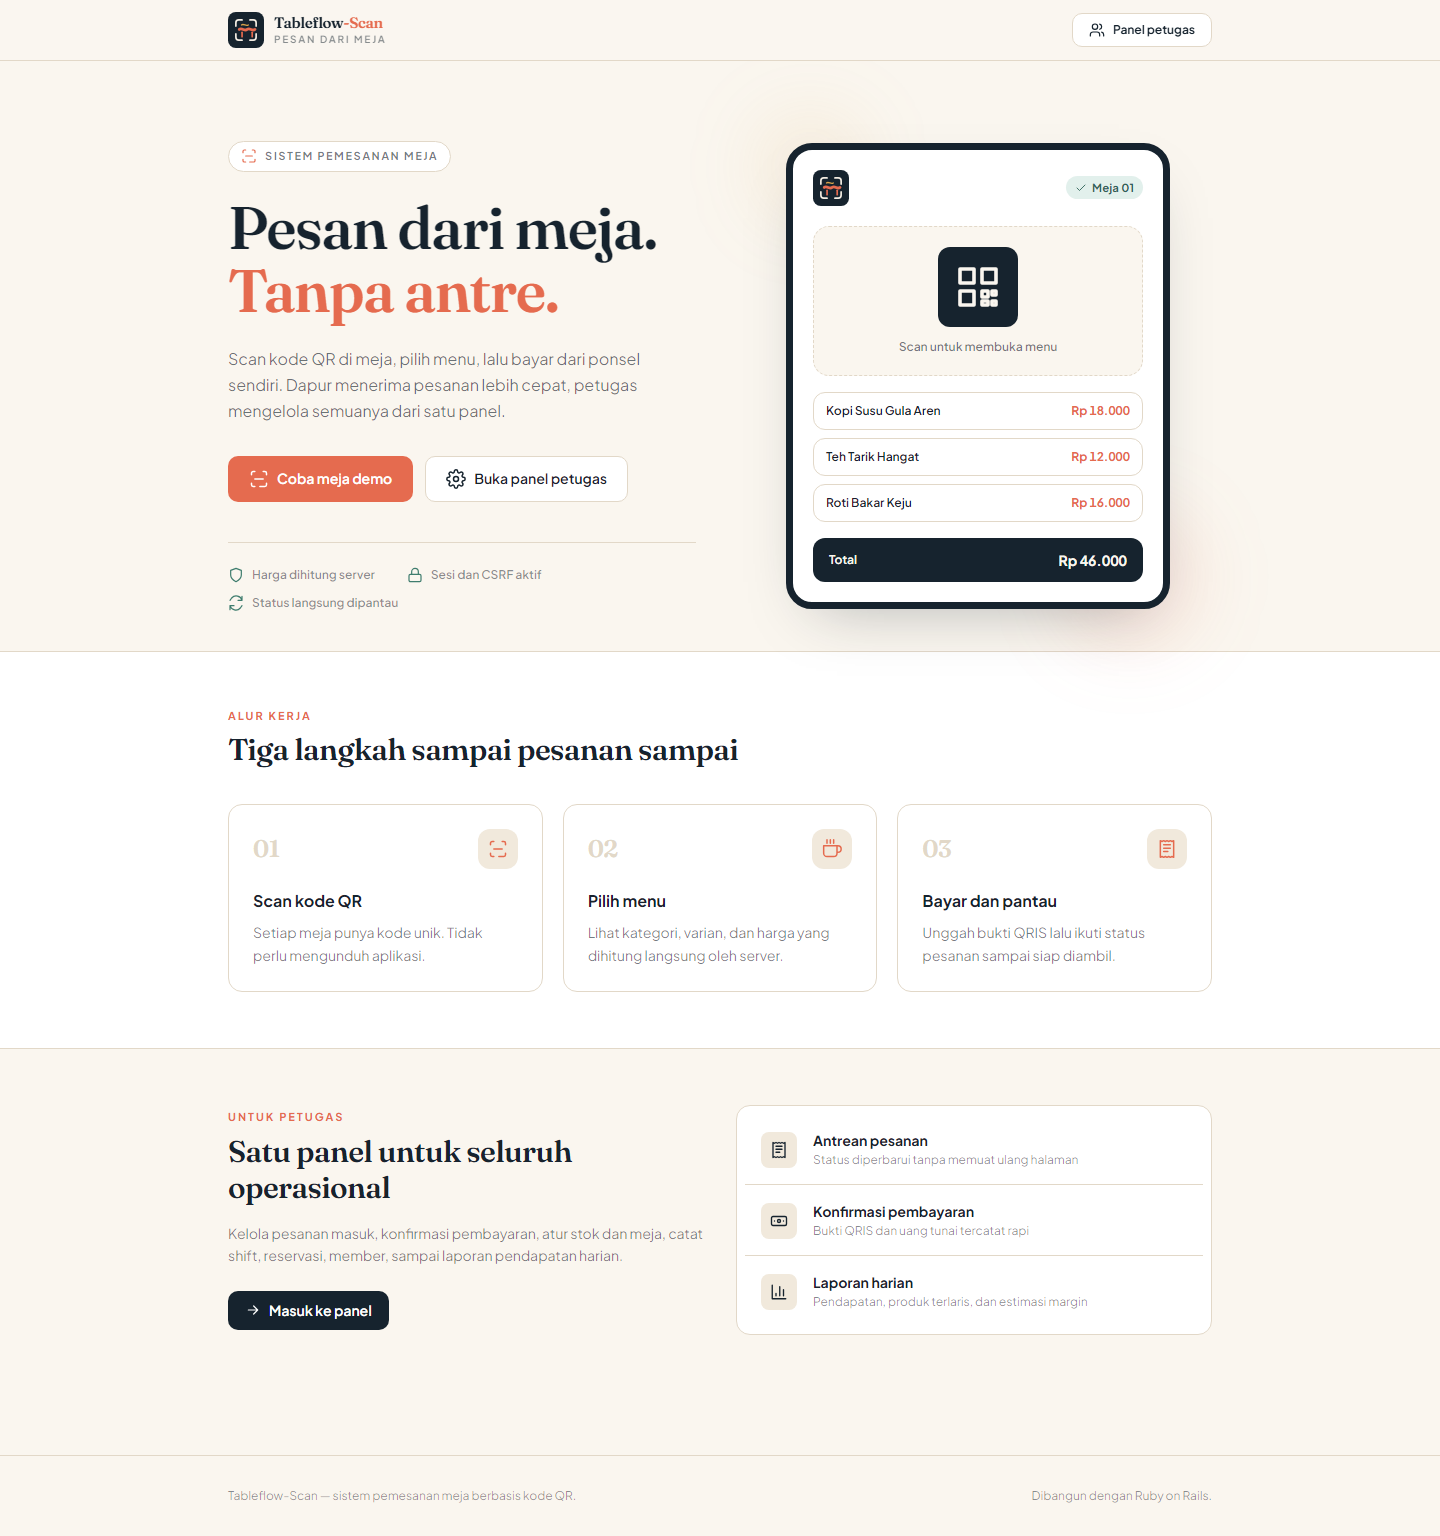 Tableflow-Scan
PESAN DARI MEJA
Panel petugas
SISTEM PEMESANAN MEJA
Pesan dari meja.
Tanpa antre.
Scan kode QR di meja, pilih menu, lalu bayar dari ponsel
sendiri. Dapur menerima pesanan lebih cepat, petugas
mengelola semuanya dari satu panel.
Coba meja demo
Buka panel petugas
Harga dihitung server
Sesi dan CSRF aktif
Status langsung dipantau
Meja 01
Scan untuk membuka menu
Kopi Susu Gula Aren Rp 18.000
Teh Tarik Hangat Rp 12.000
Roti Bakar Keju Rp 16.000
Total Rp 46.000
ALUR KERJA
Tiga langkah sampai pesanan sampai
01
Scan kode QR
Setiap meja punya kode unik. Tidak
perlu mengunduh aplikasi.
02
Pilih menu
Lihat kategori, varian, dan harga yang
dihitung langsung oleh server.
03
Bayar dan pantau
Unggah bukti QRIS lalu ikuti status
pesanan sampai siap diambil.
UNTUK PETUGAS
Satu panel untuk seluruh
operasional
Kelola pesanan masuk, konfirmasi pembayaran, atur stok dan meja, catat
shift, reservasi, member, sampai laporan pendapatan harian.
Masuk ke panel
Antrean pesanan
Status diperbarui tanpa memuat ulang halaman
Konfirmasi pembayaran
Bukti QRIS dan uang tunai tercatat rapi
Laporan harian
Pendapatan, produk terlaris, dan estimasi margin
Tableflow-Scan — sistem pemesanan meja berbasis kode QR.
Dibangun dengan Ruby on Rails.